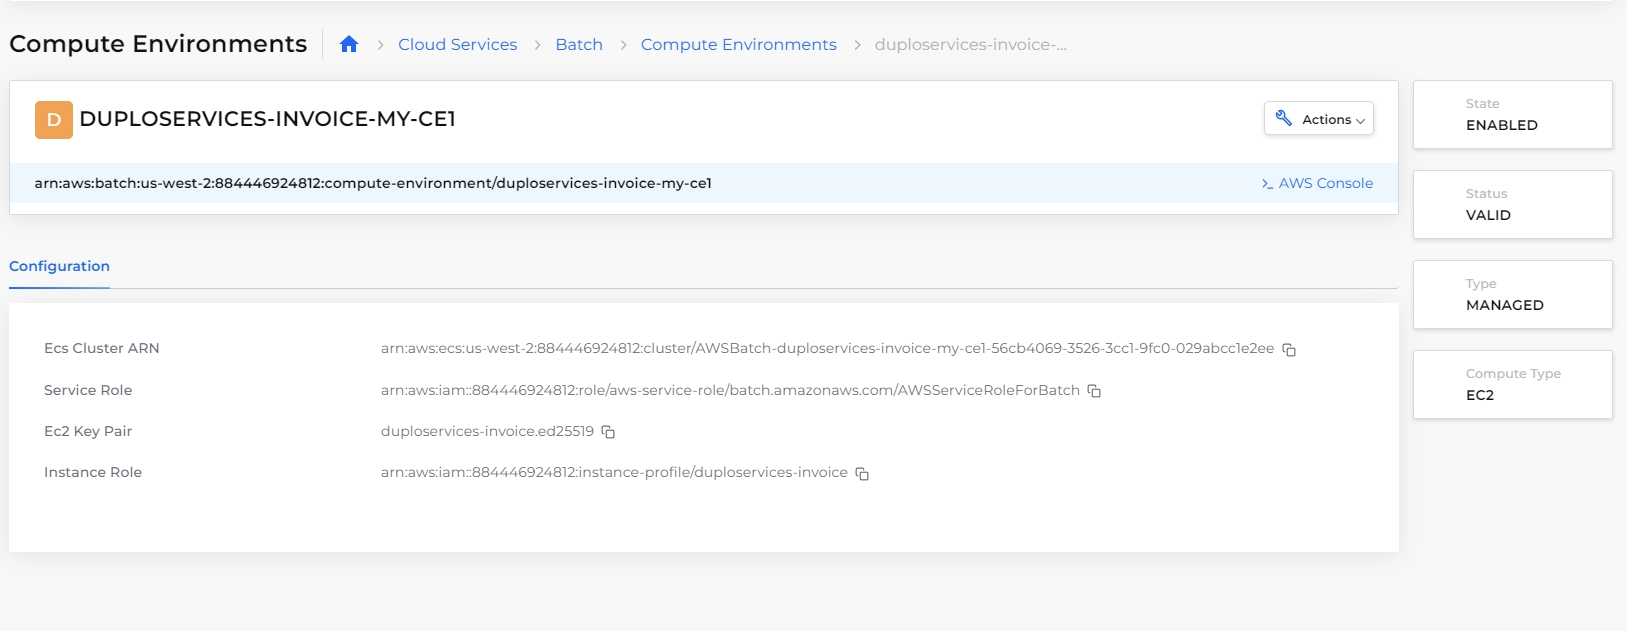 Compute Environments
Cloud Services > Batch > Compute Environments > duploservices-invoice-...
D DUPLOSERVICES-INVOICE-MY-CE1
Actions
arn:aws:batch:us-west-2:884446924812:compute-environment/duploservices-invoice-my-ce1
>_ AWS Console
State
ENABLED
Status
VALID
Type
MANAGED
Compute Type
EC2
Configuration
Ecs Cluster ARN arn:aws:ecs:us-west-2:884446924812:cluster/AWSBatch-duploservices-invoice-my-ce1-56cb4069-3526-3cc1-9fc0-029abcc1e2ee
Service Role arn:aws:iam::884446924812:role/aws-service-role/batch.amazonaws.com/AWSServiceRoleForBatch
Ec2 Key Pair duploservices-invoice.ed25519
Instance Role arn:aws:iam::884446924812:instance-profile/duploservices-invoice